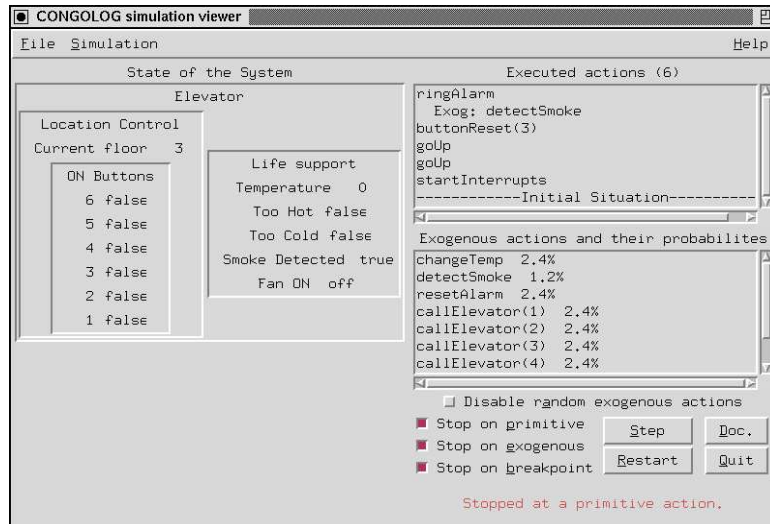 CONGOLOG simulation viewer
File Simulation Help
State of the System
Elevator
Location Control
Current floor 3
ON Buttons
6 false
5 false
4 false
3 false
2 false
1 false
Life support
Temperature 0
Too Hot false
Too Cold false
Smoke Detected true
Fan ON off
Executed actions (6)
ringAlarm
Exog: detectSmoke
buttonReset(3)
goUp
goUp
startInterrupts
------------Initial Situation----------
Exogenous actions and their probabilites
changeTemp 2.4%
detectSmoke 1.2%
resetAlarm 2.4%
callElevator(1) 2.4%
callElevator(2) 2.4%
callElevator(3) 2.4%
callElevator(4) 2.4%
Disable random exogenous actions
Stop on primitive
Stop on exogenous
Stop on breakpoint
Step Doc.
Restart Quit
Stopped at a primitive action.